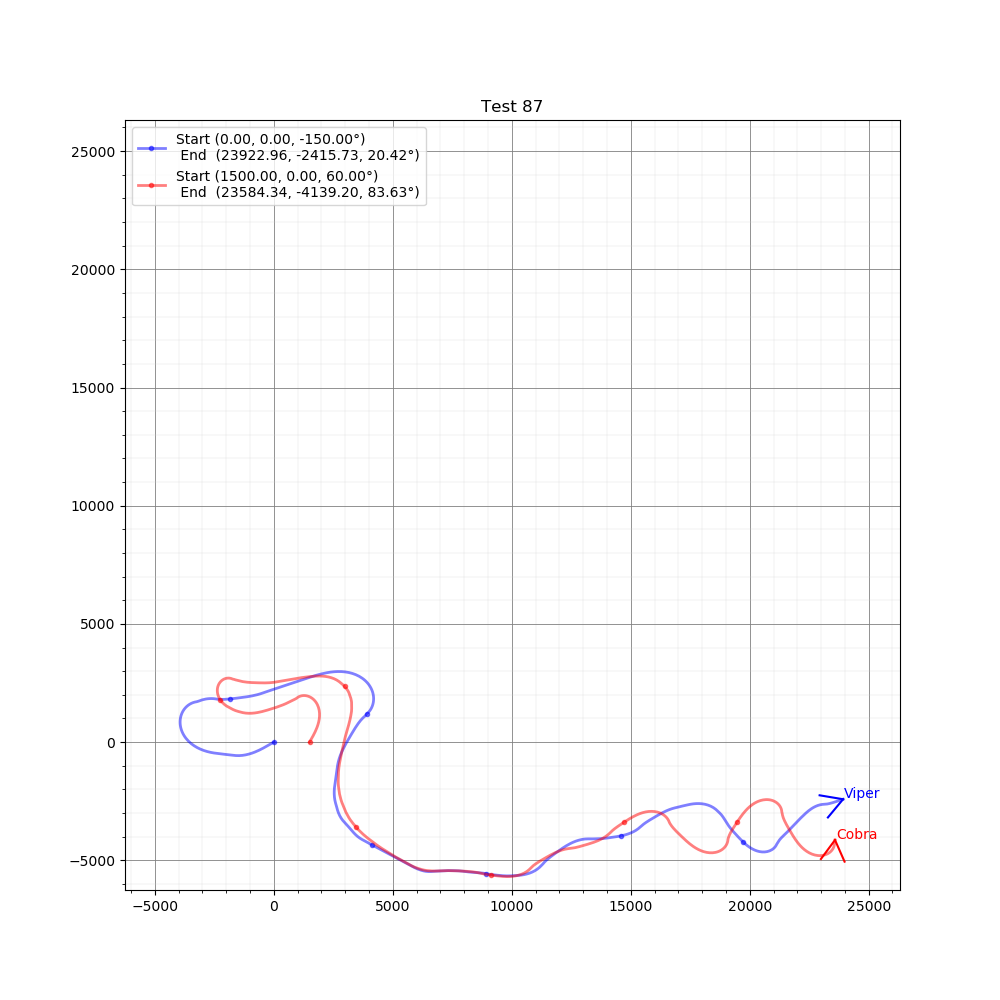 Test 87
Start (0.00, 0.00, -150.00°)
End (23922.96, -2415.73, 20.42°)
Start (1500.00, 0.00, 60.00°)
End (23584.34, -4139.20, 83.63°)
25000
20000
15000
10000
5000
0
−5000
Viper
Cobra
−5000 0 5000 10000 15000 20000 25000